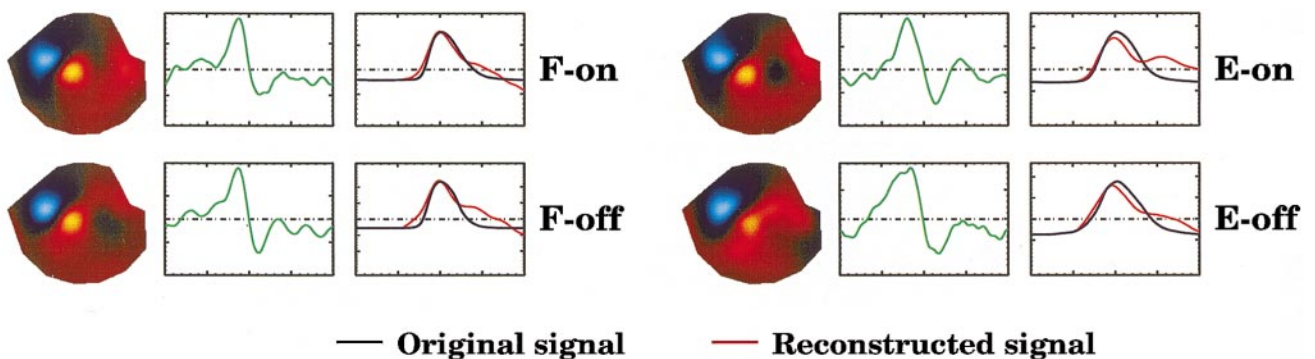 F-on
E-on
F-off
E-off
Original signal
Reconstructed signal